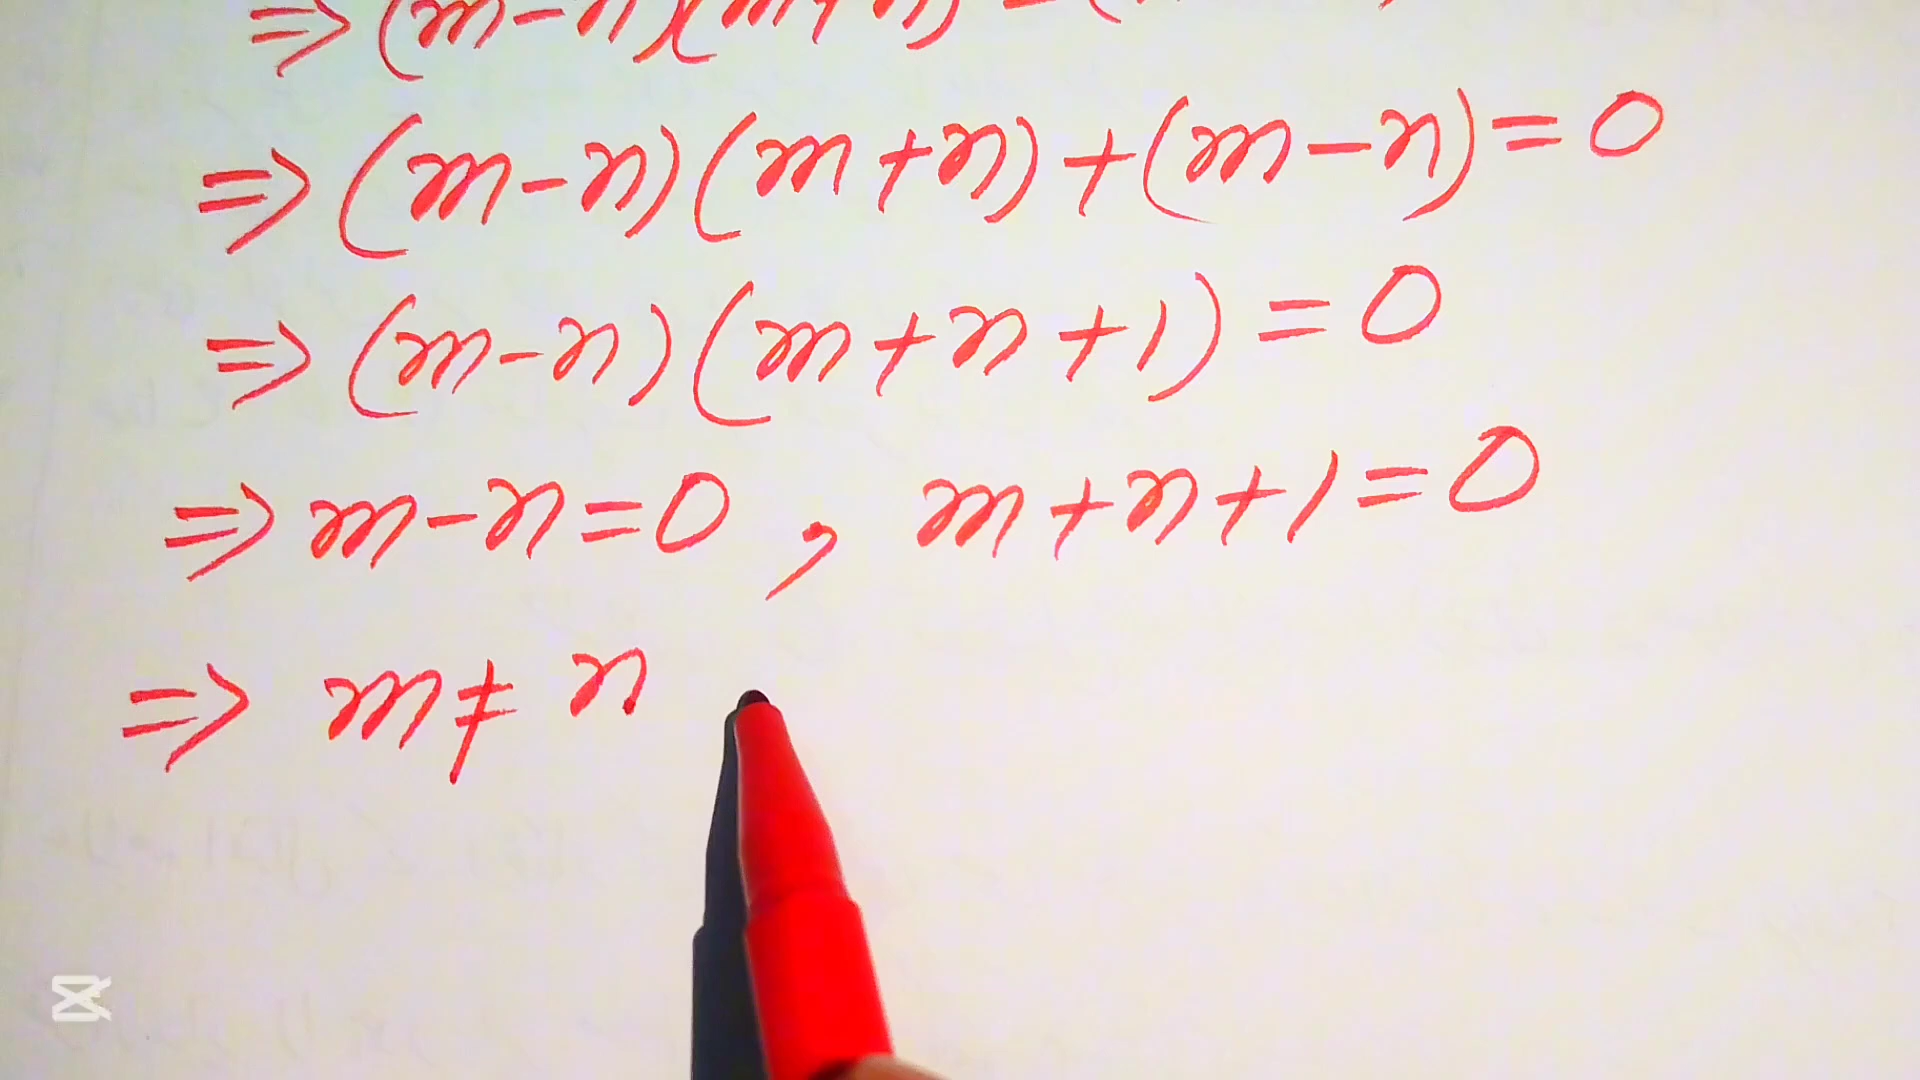 ⇒ (m-n)(m+n)
⇒ (m-n)(m+n)+(m-n)=0
⇒ (m-n)(m+n+1)=0
⇒ m-n=0 , m+n+1=0
⇒ m≠n